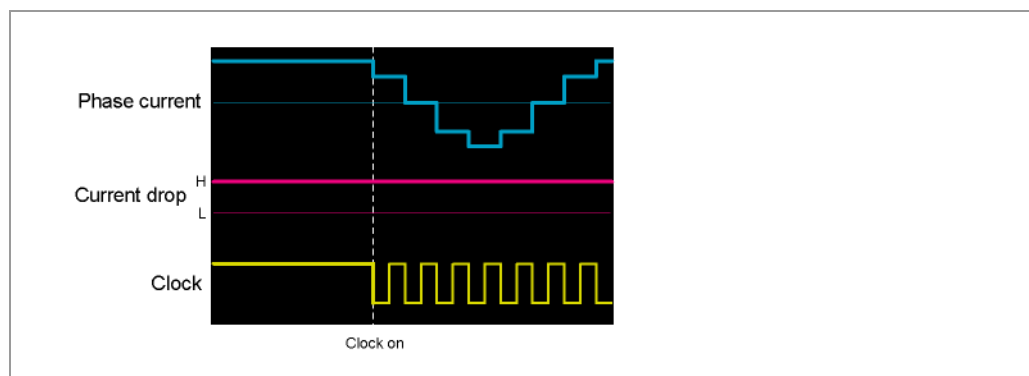 Phase current
H
Current drop
L
Clock
Clock on